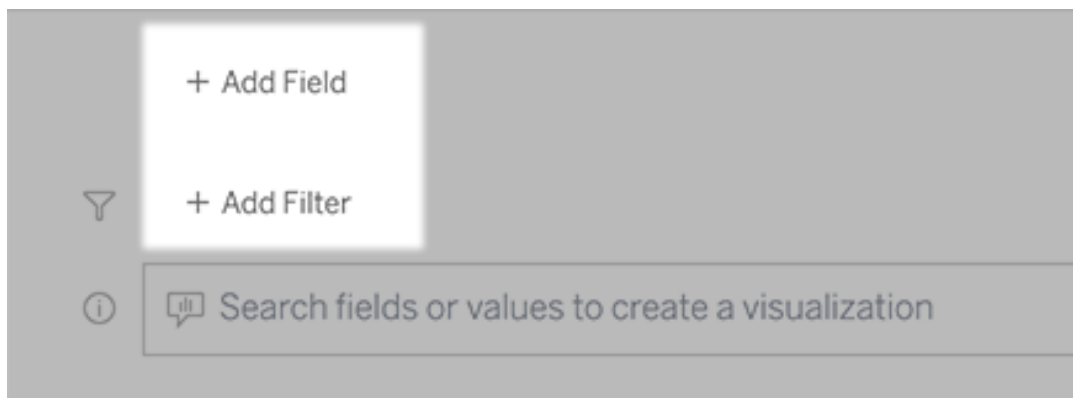 + Add Field
+ Add Filter
Search fields or values to create a visualization